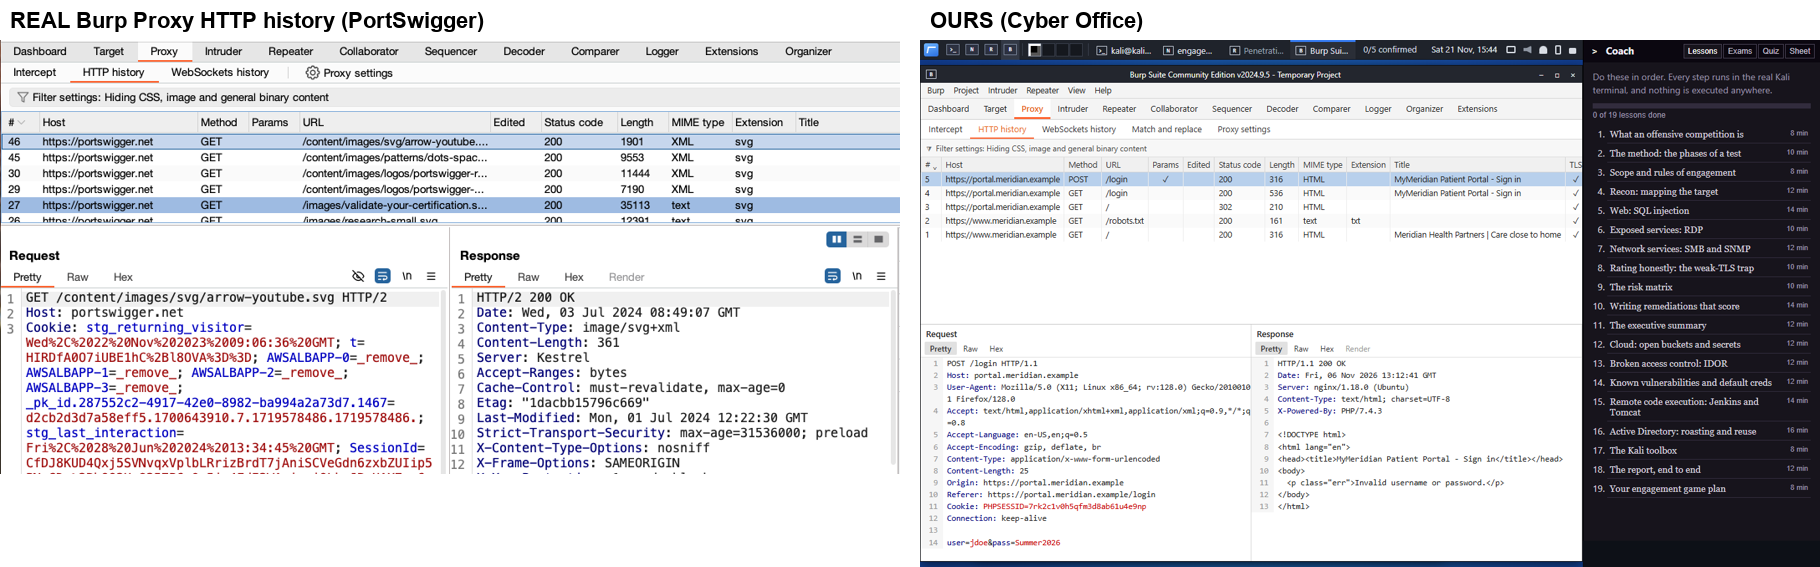 REAL Burp Proxy HTTP history (PortSwigger)
Dashboard Target Proxy Intruder Repeater Collaborator Sequencer Decoder Comparer Logger Extensions Organizer
Intercept HTTP history WebSockets history Proxy settings
Filter settings: Hiding CSS, image and general binary content
# Host Method Params URL Edited Status code Length MIME type Extension Title
46 https://portswigger.net GET /content/images/svg/arrow-youtube.... 200 1901 XML svg
45 https://portswigger.net GET /content/images/patterns/dots-spac... 200 9553 XML svg
30 https://portswigger.net GET /content/images/logos/portswigger-r... 200 11444 XML svg
29 https://portswigger.net GET /content/images/logos/portswigger-... 200 7190 XML svg
27 https://portswigger.net GET /images/validate-your-certification.s... 200 35113 text svg
26 https://portswigger.net GET /images/research-small.svg 200 12391 text svg
Request
Pretty Raw Hex \n
1 GET /content/images/svg/arrow-youtube.svg HTTP/2
2 Host: portswigger.net
3 Cookie: stg_returning_visitor=
Wed%2C%2022%20Nov%202023%2009:06:36%20GMT; t=
HIRDfA0O7iUBE1hC%2Bl8OVA%3D%3D; AWSALBAPP-0=_remove_;
AWSALBAPP-1=_remove_; AWSALBAPP-2=_remove_;
AWSALBAPP-3=_remove_;
_pk_id.287552c2-4917-42e0-8982-ba994a2a73d7.1467=
d2cb2d3d7a58eff5.1700643910.7.1719578486.1719578486.;
stg_last_interaction=
Fri%2C%2028%20Jun%202024%2013:34:45%20GMT; SessionId=
CfDJ8KUD4Qxj5SVNvqxVplbLRrizBrdT7jAniSCVeGdn6zxbZUIip5
Response
Pretty Raw Hex Render \n
1 HTTP/2 200 OK
2 Date: Wed, 03 Jul 2024 08:49:07 GMT
3 Content-Type: image/svg+xml
4 Content-Length: 361
5 Server: Kestrel
6 Accept-Ranges: bytes
7 Cache-Control: must-revalidate, max-age=0
8 Etag: "1dacbb15796c669"
9 Last-Modified: Mon, 01 Jul 2024 12:22:30 GMT
10 Strict-Transport-Security: max-age=31536000; preload
11 X-Content-Type-Options: nosniff
12 X-Frame-Options: SAMEORIGIN
OURS (Cyber Office)
kali@kali... engage... Penetrati... Burp Sui... 0/5 confirmed Sat 21 Nov, 15:44
Burp Suite Community Edition v2024.9.5 - Temporary Project
Burp Project Intruder Repeater View Help
Dashboard Target Proxy Intruder Repeater Collaborator Sequencer Decoder Comparer Logger Organizer Extensions
Intercept HTTP history WebSockets history Match and replace Proxy settings
Filter settings: Hiding CSS, image and general binary content
# Host Method URL Params Edited Status code Length MIME type Extension Title TLS
5 https://portal.meridian.example POST /login ✓ 200 316 HTML MyMeridian Patient Portal - Sign in ✓
4 https://portal.meridian.example GET /login 200 536 HTML MyMeridian Patient Portal - Sign in ✓
3 https://portal.meridian.example GET / 302 210 HTML ✓
2 https://www.meridian.example GET /robots.txt 200 161 text txt ✓
1 https://www.meridian.example GET / 200 316 HTML Meridian Health Partners | Care close to home ✓
Request
Pretty Raw Hex
1 POST /login HTTP/1.1
2 Host: portal.meridian.example
3 User-Agent: Mozilla/5.0 (X11; Linux x86_64; rv:128.0) Gecko/2010010
1 Firefox/128.0
4 Accept: text/html,application/xhtml+xml,application/xml;q=0.9,*/*;q
=0.8
5 Accept-Language: en-US,en;q=0.5
6 Accept-Encoding: gzip, deflate, br
7 Content-Type: application/x-www-form-urlencoded
8 Content-Length: 25
9 Origin: https://portal.meridian.example
10 Referer: https://portal.meridian.example/login
11 Cookie: PHPSESSID=7rk2c1v0h5qfm3d8ab61u4e9np
12 Connection: keep-alive
13
14 user=jdoe&pass=Summer2026
Response
Pretty Raw Hex Render
1 HTTP/1.1 200 OK
2 Date: Fri, 06 Nov 2026 13:12:41 GMT
3 Server: nginx/1.18.0 (Ubuntu)
4 Content-Type: text/html; charset=UTF-8
5 X-Powered-By: PHP/7.4.3
6
7 <!DOCTYPE html>
8 <html lang="en">
9 <head><title>MyMeridian Patient Portal - Sign in</title></head>
10 <body>
11 <p class="err">Invalid username or password.</p>
12 </body>
13 </html>
> Coach Lessons Exams Quiz Sheet
Do these in order. Every step runs in the real Kali
terminal, and nothing is executed anywhere.
0 of 19 lessons done
1. What an offensive competition is 8 min
2. The method: the phases of a test 10 min
3. Scope and rules of engagement 8 min
4. Recon: mapping the target 12 min
5. Web: SQL injection 14 min
6. Exposed services: RDP 10 min
7. Network services: SMB and SNMP 12 min
8. Rating honestly: the weak-TLS trap 10 min
9. The risk matrix 10 min
10. Writing remediations that score 14 min
11. The executive summary 12 min
12. Cloud: open buckets and secrets 12 min
13. Broken access control: IDOR 12 min
14. Known vulnerabilities and default creds 12 min
15. Remote code execution: Jenkins and 14 min
Tomcat
16. Active Directory: roasting and reuse 16 min
17. The Kali toolbox 8 min
18. The report, end to end 12 min
19. Your engagement game plan 8 min